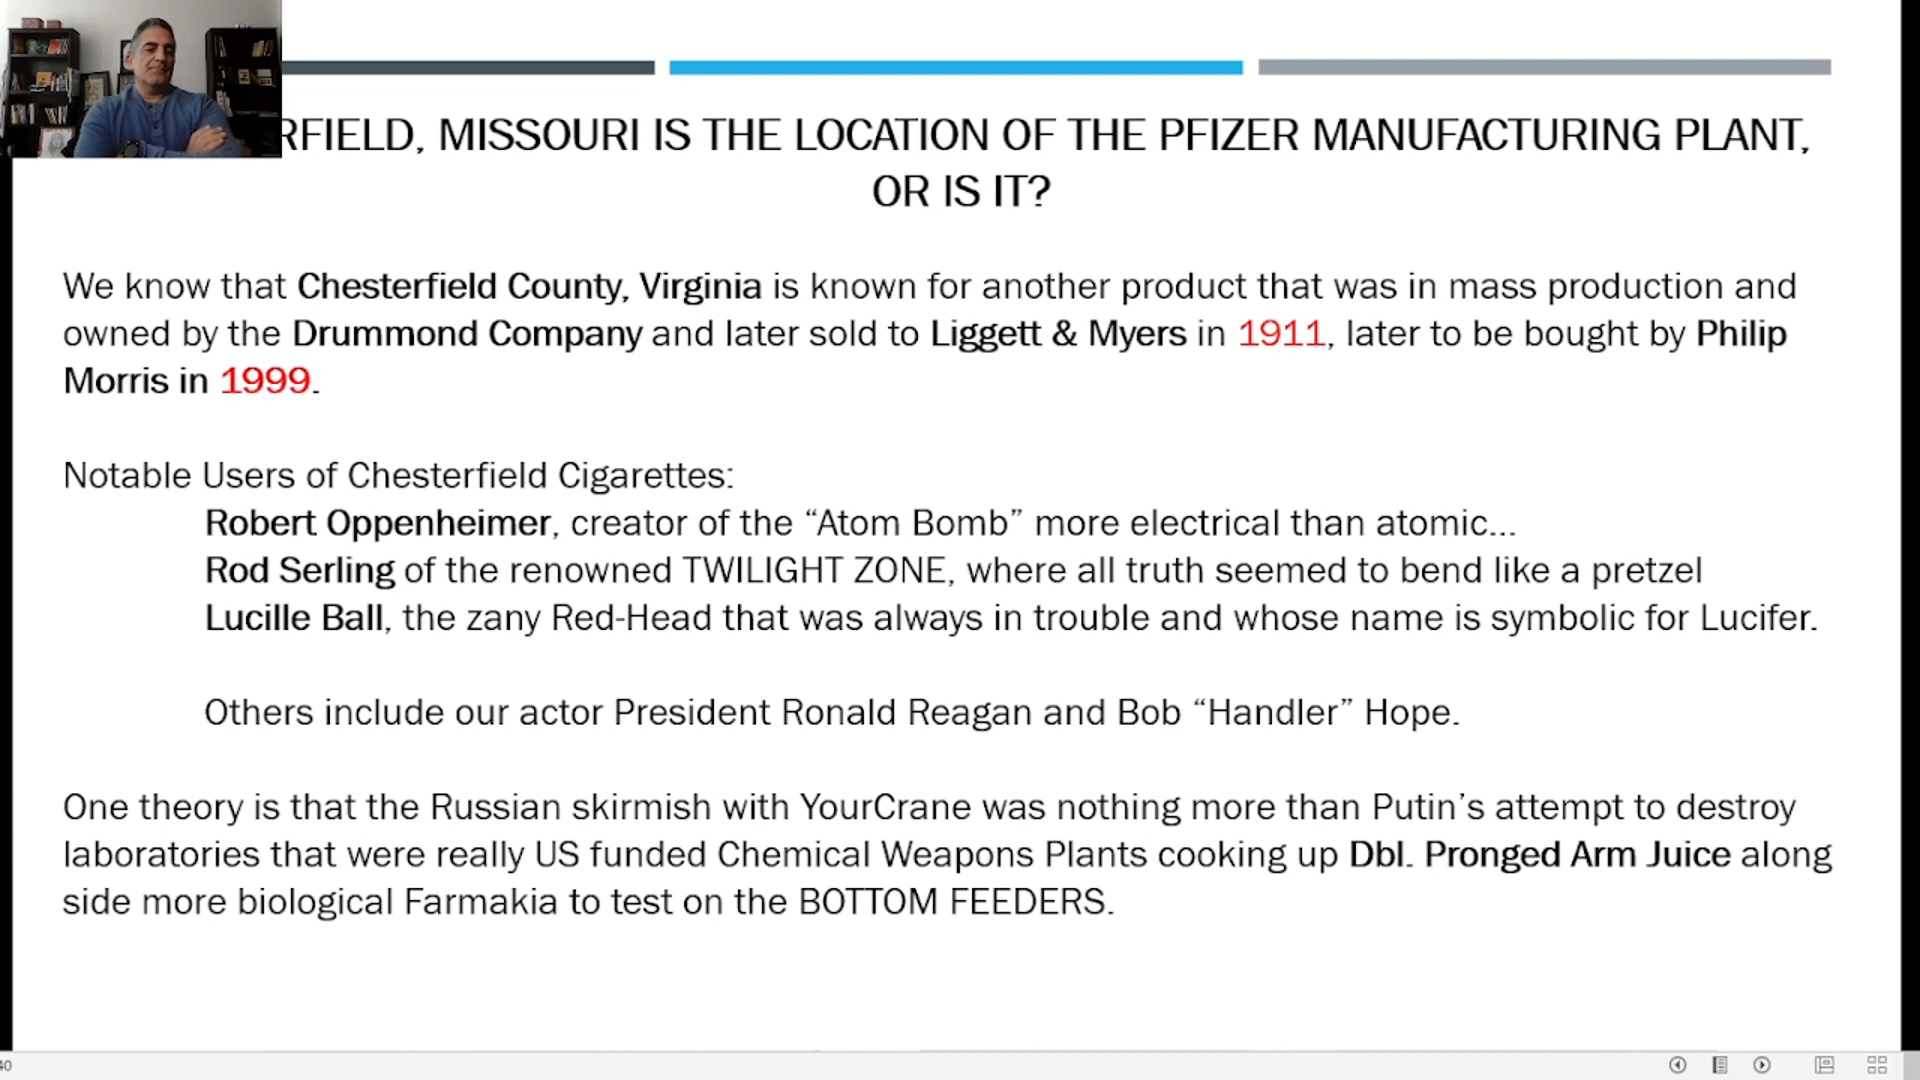 RFIELD, MISSOURI IS THE LOCATION OF THE PFIZER MANUFACTURING PLANT,
OR IS IT?
We know that Chesterfield County, Virginia is known for another product that was in mass production and
owned by the Drummond Company and later sold to Liggett & Myers in 1911, later to be bought by Philip
Morris in 1999.
Notable Users of Chesterfield Cigarettes:
Robert Oppenheimer, creator of the “Atom Bomb” more electrical than atomic...
Rod Serling of the renowned TWILIGHT ZONE, where all truth seemed to bend like a pretzel
Lucille Ball, the zany Red-Head that was always in trouble and whose name is symbolic for Lucifer.
Others include our actor President Ronald Reagan and Bob “Handler” Hope.
One theory is that the Russian skirmish with YourCrane was nothing more than Putin’s attempt to destroy
laboratories that were really US funded Chemical Weapons Plants cooking up Dbl. Pronged Arm Juice along
side more biological Farmakia to test on the BOTTOM FEEDERS.
40